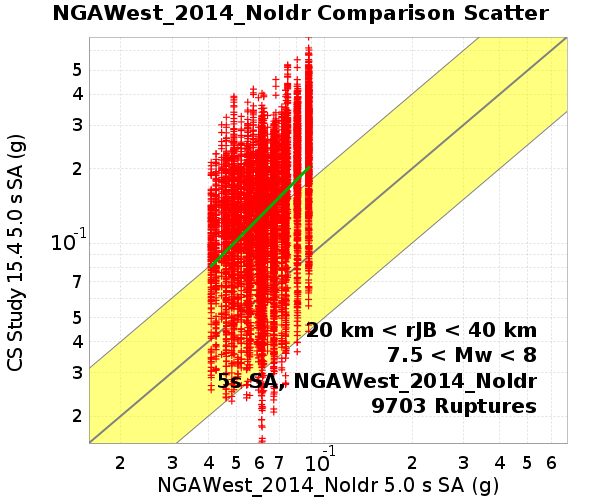 NGAWest_2014_NoIdr Comparison Scatter
CS Study 15.4 5.0 s SA (g)
5
4
3
2
10-1
7
5
4
3
2
20 km < rJB < 40 km
7.5 < Mw < 8
5s SA, NGAWest_2014_NoIdr
9703 Ruptures
2 3 4 5 6 7 10-1 2 3 4 5 6
NGAWest_2014_NoIdr 5.0 s SA (g)